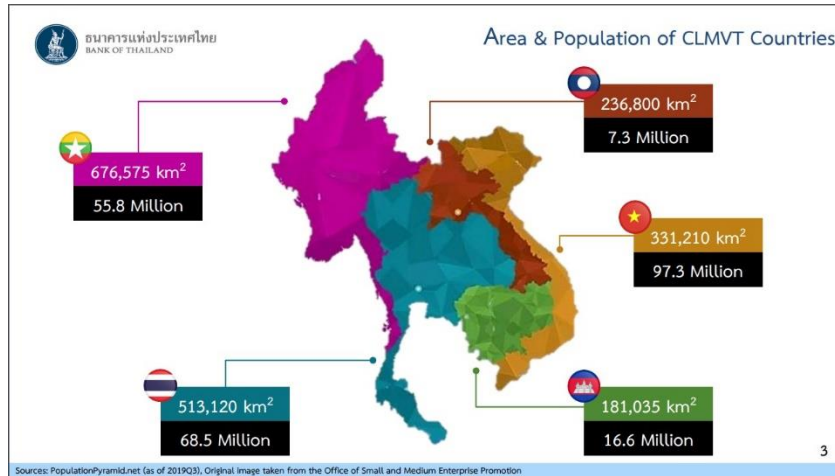 ธนาคารแห่งประเทศไทย
BANK OF THAILAND
Area & Population of CLMVT Countries
236,800 km²
7.3 Million
676,575 km²
55.8 Million
331,210 km²
97.3 Million
513,120 km²
68.5 Million
181,035 km²
16.6 Million
3
Sources: PopulationPyramid.net (as of 2019Q3), Original image taken from the Office of Small and Medium Enterprise Promotion